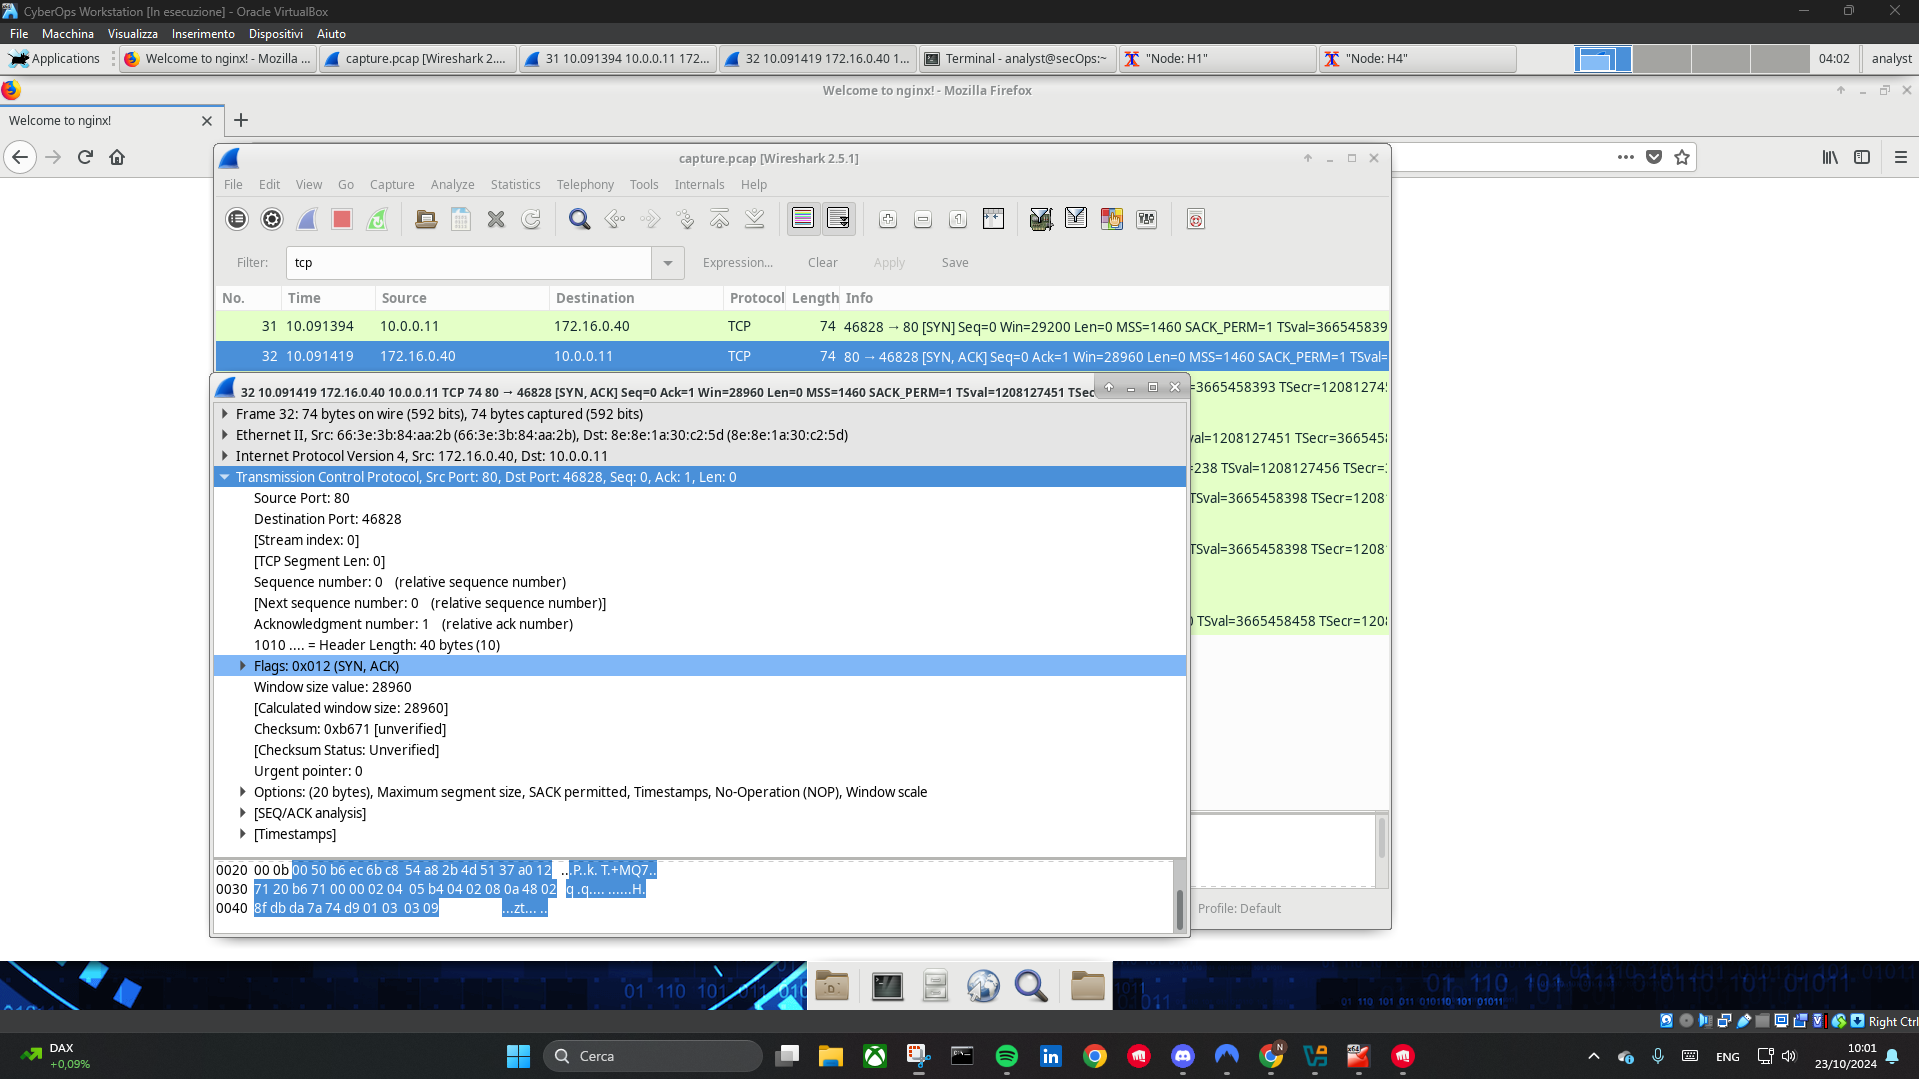 CyberOps Workstation [In esecuzione] - Oracle VirtualBox
File Macchina Visualizza Inserimento Dispositivi Aiuto
Applications Welcome to nginx! - Mozilla ... capture.pcap [Wireshark 2.... 31 10.091394 10.0.0.11 172... 32 10.091419 172.16.0.40 1... Terminal - analyst@secOps:~ "Node: H1" "Node: H4" 04:02 analyst
Welcome to nginx! - Mozilla Firefox
Welcome to nginx!
capture.pcap [Wireshark 2.5.1]
File Edit View Go Capture Analyze Statistics Telephony Tools Internals Help
Filter: tcp Expression... Clear Apply Save
No. Time Source Destination Protocol Length Info
31 10.091394 10.0.0.11 172.16.0.40 TCP 74 46828 → 80 [SYN] Seq=0 Win=29200 Len=0 MSS=1460 SACK_PERM=1 TSval=366545839
32 10.091419 172.16.0.40 10.0.0.11 TCP 74 80 → 46828 [SYN, ACK] Seq=0 Ack=1 Win=28960 Len=0 MSS=1460 SACK_PERM=1 TSval=
=3665458393 TSecr=120812745
val=1208127451 TSecr=366545
=238 TSval=1208127456 TSecr=
TSval=3665458398 TSecr=1208
TSval=3665458398 TSecr=1208
TSval=3665458458 TSecr=120
32 10.091419 172.16.0.40 10.0.0.11 TCP 74 80 → 46828 [SYN, ACK] Seq=0 Ack=1 Win=28960 Len=0 MSS=1460 SACK_PERM=1 TSval=1208127451 TSec
Frame 32: 74 bytes on wire (592 bits), 74 bytes captured (592 bits)
Ethernet II, Src: 66:3e:3b:84:aa:2b (66:3e:3b:84:aa:2b), Dst: 8e:8e:1a:30:c2:5d (8e:8e:1a:30:c2:5d)
Internet Protocol Version 4, Src: 172.16.0.40, Dst: 10.0.0.11
Transmission Control Protocol, Src Port: 80, Dst Port: 46828, Seq: 0, Ack: 1, Len: 0
Source Port: 80
Destination Port: 46828
[Stream index: 0]
[TCP Segment Len: 0]
Sequence number: 0 (relative sequence number)
[Next sequence number: 0 (relative sequence number)]
Acknowledgment number: 1 (relative ack number)
1010 .... = Header Length: 40 bytes (10)
Flags: 0x012 (SYN, ACK)
Window size value: 28960
[Calculated window size: 28960]
Checksum: 0xb671 [unverified]
[Checksum Status: Unverified]
Urgent pointer: 0
Options: (20 bytes), Maximum segment size, SACK permitted, Timestamps, No-Operation (NOP), Window scale
[SEQ/ACK analysis]
[Timestamps]
0020 00 0b 00 50 b6 ec 6b c8 54 a8 2b 4d 51 37 a0 12 ...P..k. T.+MQ7..
0030 71 20 b6 71 00 00 02 04 05 b4 04 02 08 0a 48 02 q .q.... ......H.
0040 8f db da 7a 74 d9 01 03 03 09 ...zt... ..
Profile: Default
Right Ctrl
DAX
+0,09%
Cerca
ENG
10:01
23/10/2024